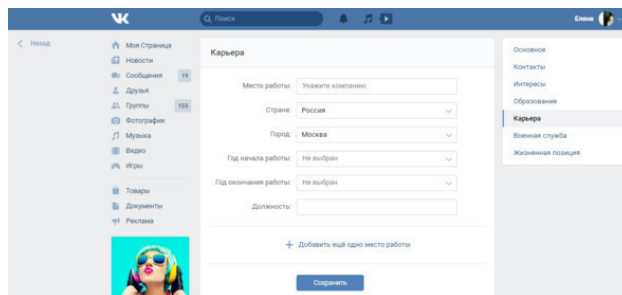 Поиск
Елена
Назад
Моя Страница
Новости
Сообщения 19
Друзья
Группы 155
Фотографии
Музыка
Видео
Игры
Товары
Документы
Реклама
Карьера
Место работы: Укажите компанию
Страна: Россия
Город: Москва
Год начала работы: Не выбран
Год окончания работы: Не выбран
Должность:
+ Добавить ещё одно место работы
Сохранить
Основное
Контакты
Интересы
Образование
Карьера
Военная служба
Жизненная позиция